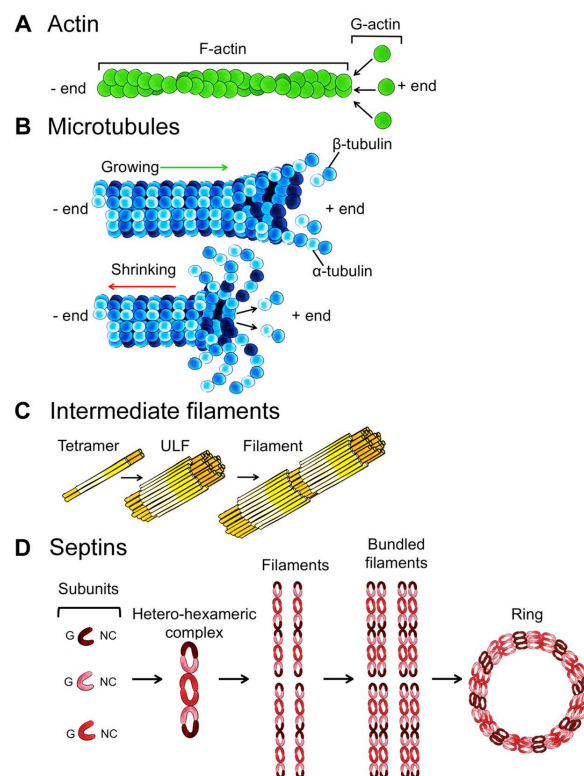 A Actin
G-actin
F-actin
- end
+ end
B Microtubules
β-tubulin
Growing
- end
+ end
α-tubulin
Shrinking
- end
+ end
C Intermediate filaments
Tetramer
ULF
Filament
D Septins
Subunits
Hetero-hexameric
complex
Filaments
Bundled
filaments
Ring
G NC
G NC
G NC